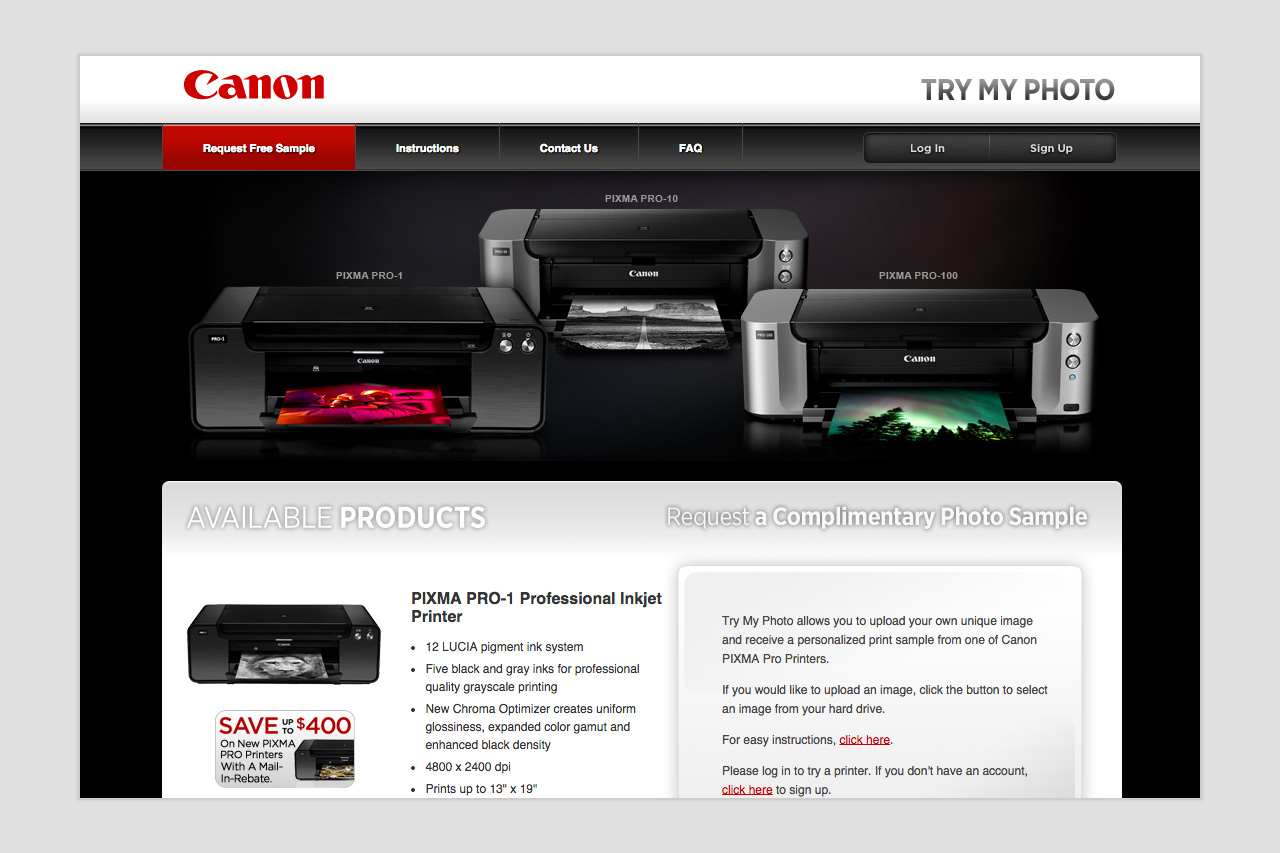 Canon
TRY MY PHOTO
Request Free Sample
Instructions
Contact Us
FAQ
Log In
Sign Up
PIXMA PRO-10
PIXMA PRO-1
PIXMA PRO-100
PRO-10
Canon
PRO-1
Canon
PRO-100
Canon
AVAILABLE PRODUCTS
Request a Complimentary Photo Sample
PIXMA PRO-1 Professional Inkjet
Printer
12 LUCIA pigment ink system
Five black and gray inks for professional
quality grayscale printing
New Chroma Optimizer creates uniform
glossiness, expanded color gamut and
enhanced black density
4800 x 2400 dpi
Prints up to 13" x 19"
SAVE UP TO $400
On New PIXMA
PRO Printers
With A Mail-
In-Rebate.
Try My Photo allows you to upload your own unique image
and receive a personalized print sample from one of Canon
PIXMA Pro Printers.
If you would like to upload an image, click the button to select
an image from your hard drive.
For easy instructions, click here.
Please log in to try a printer. If you don't have an account,
click here to sign up.